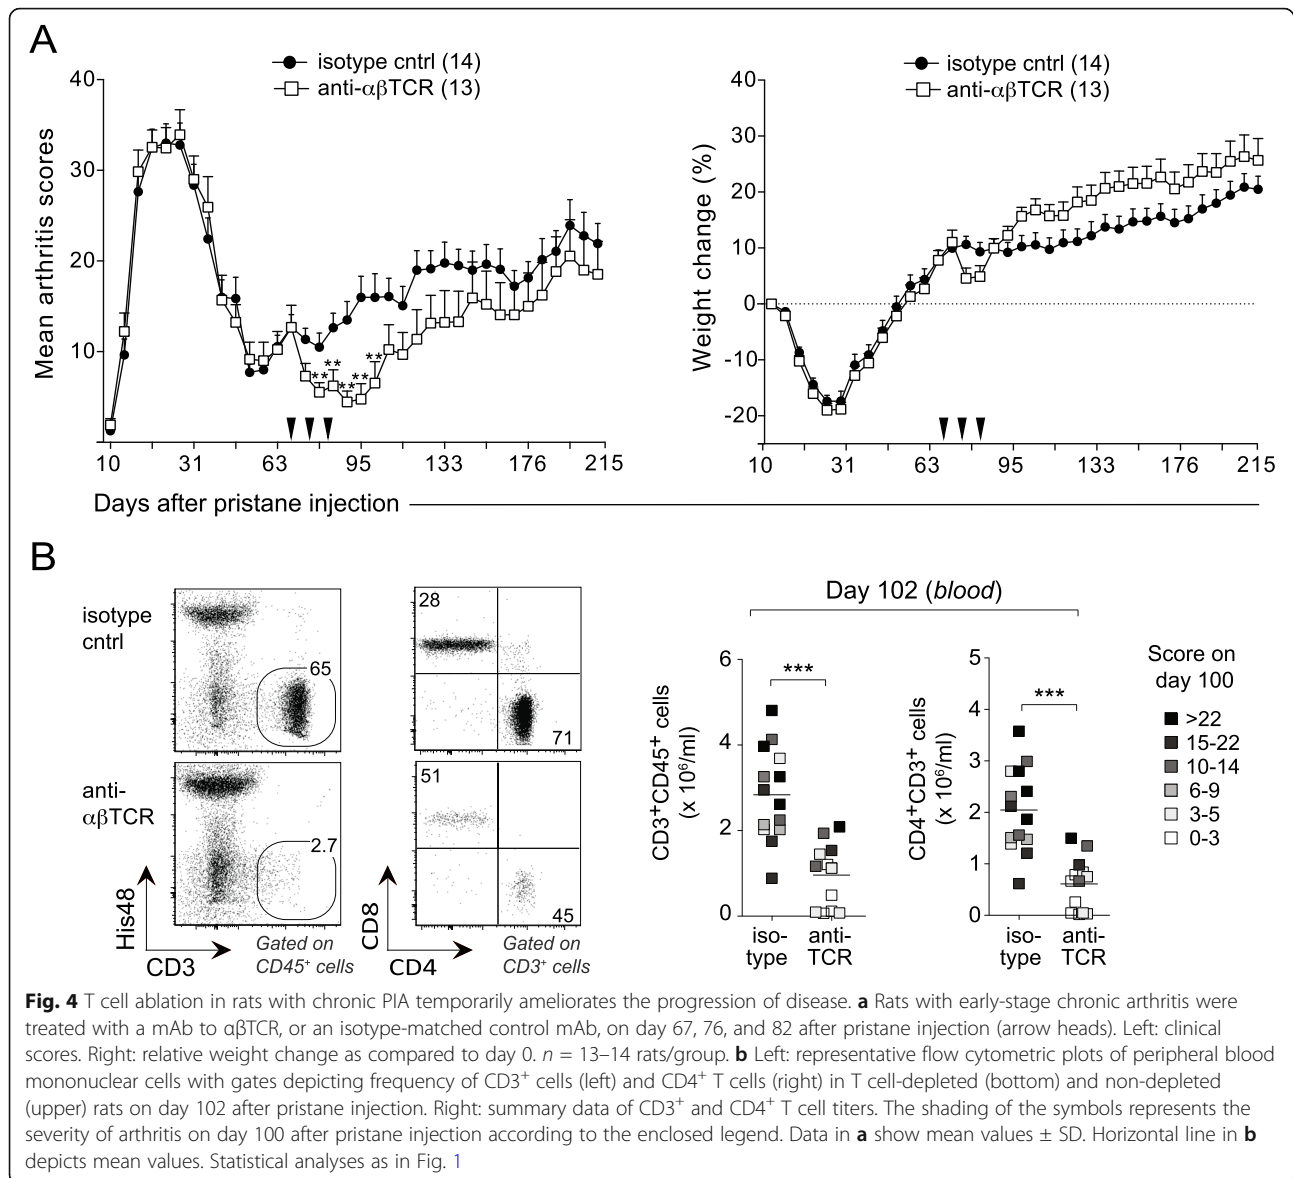 A
isotype cntrl (14)
anti-αβTCR (13)
Mean arthritis scores
40
30
20
10
**
**
**
**
**
10 31 63 95 133 176 215
isotype cntrl (14)
anti-αβTCR (13)
Weight change (%)
40
30
20
10
0
-10
-20
10 31 63 95 133 176 215
Days after pristane injection
B
isotype
cntrl
65
28
71
anti-
αβTCR
2.7
51
45
His48
CD3
Gated on
CD45+ cells
CD8
CD4
Gated on
CD3+ cells
Day 102 (blood)
CD3+CD45+ cells
(x 10⁶/ml)
6
4
2
0
***
iso-
type
anti-
TCR
CD4+CD3+ cells
(x 10⁶/ml)
5
4
3
2
1
0
***
iso-
type
anti-
TCR
Score on
day 100
>22
15-22
10-14
6-9
3-5
0-3
Fig. 4 T cell ablation in rats with chronic PIA temporarily ameliorates the progression of disease. a Rats with early-stage chronic arthritis were
treated with a mAb to αβTCR, or an isotype-matched control mAb, on day 67, 76, and 82 after pristane injection (arrow heads). Left: clinical
scores. Right: relative weight change as compared to day 0. n = 13–14 rats/group. b Left: representative flow cytometric plots of peripheral blood
mononuclear cells with gates depicting frequency of CD3+ cells (left) and CD4+ T cells (right) in T cell-depleted (bottom) and non-depleted
(upper) rats on day 102 after pristane injection. Right: summary data of CD3+ and CD4+ T cell titers. The shading of the symbols represents the
severity of arthritis on day 100 after pristane injection according to the enclosed legend. Data in a show mean values ± SD. Horizontal line in b
depicts mean values. Statistical analyses as in Fig. 1